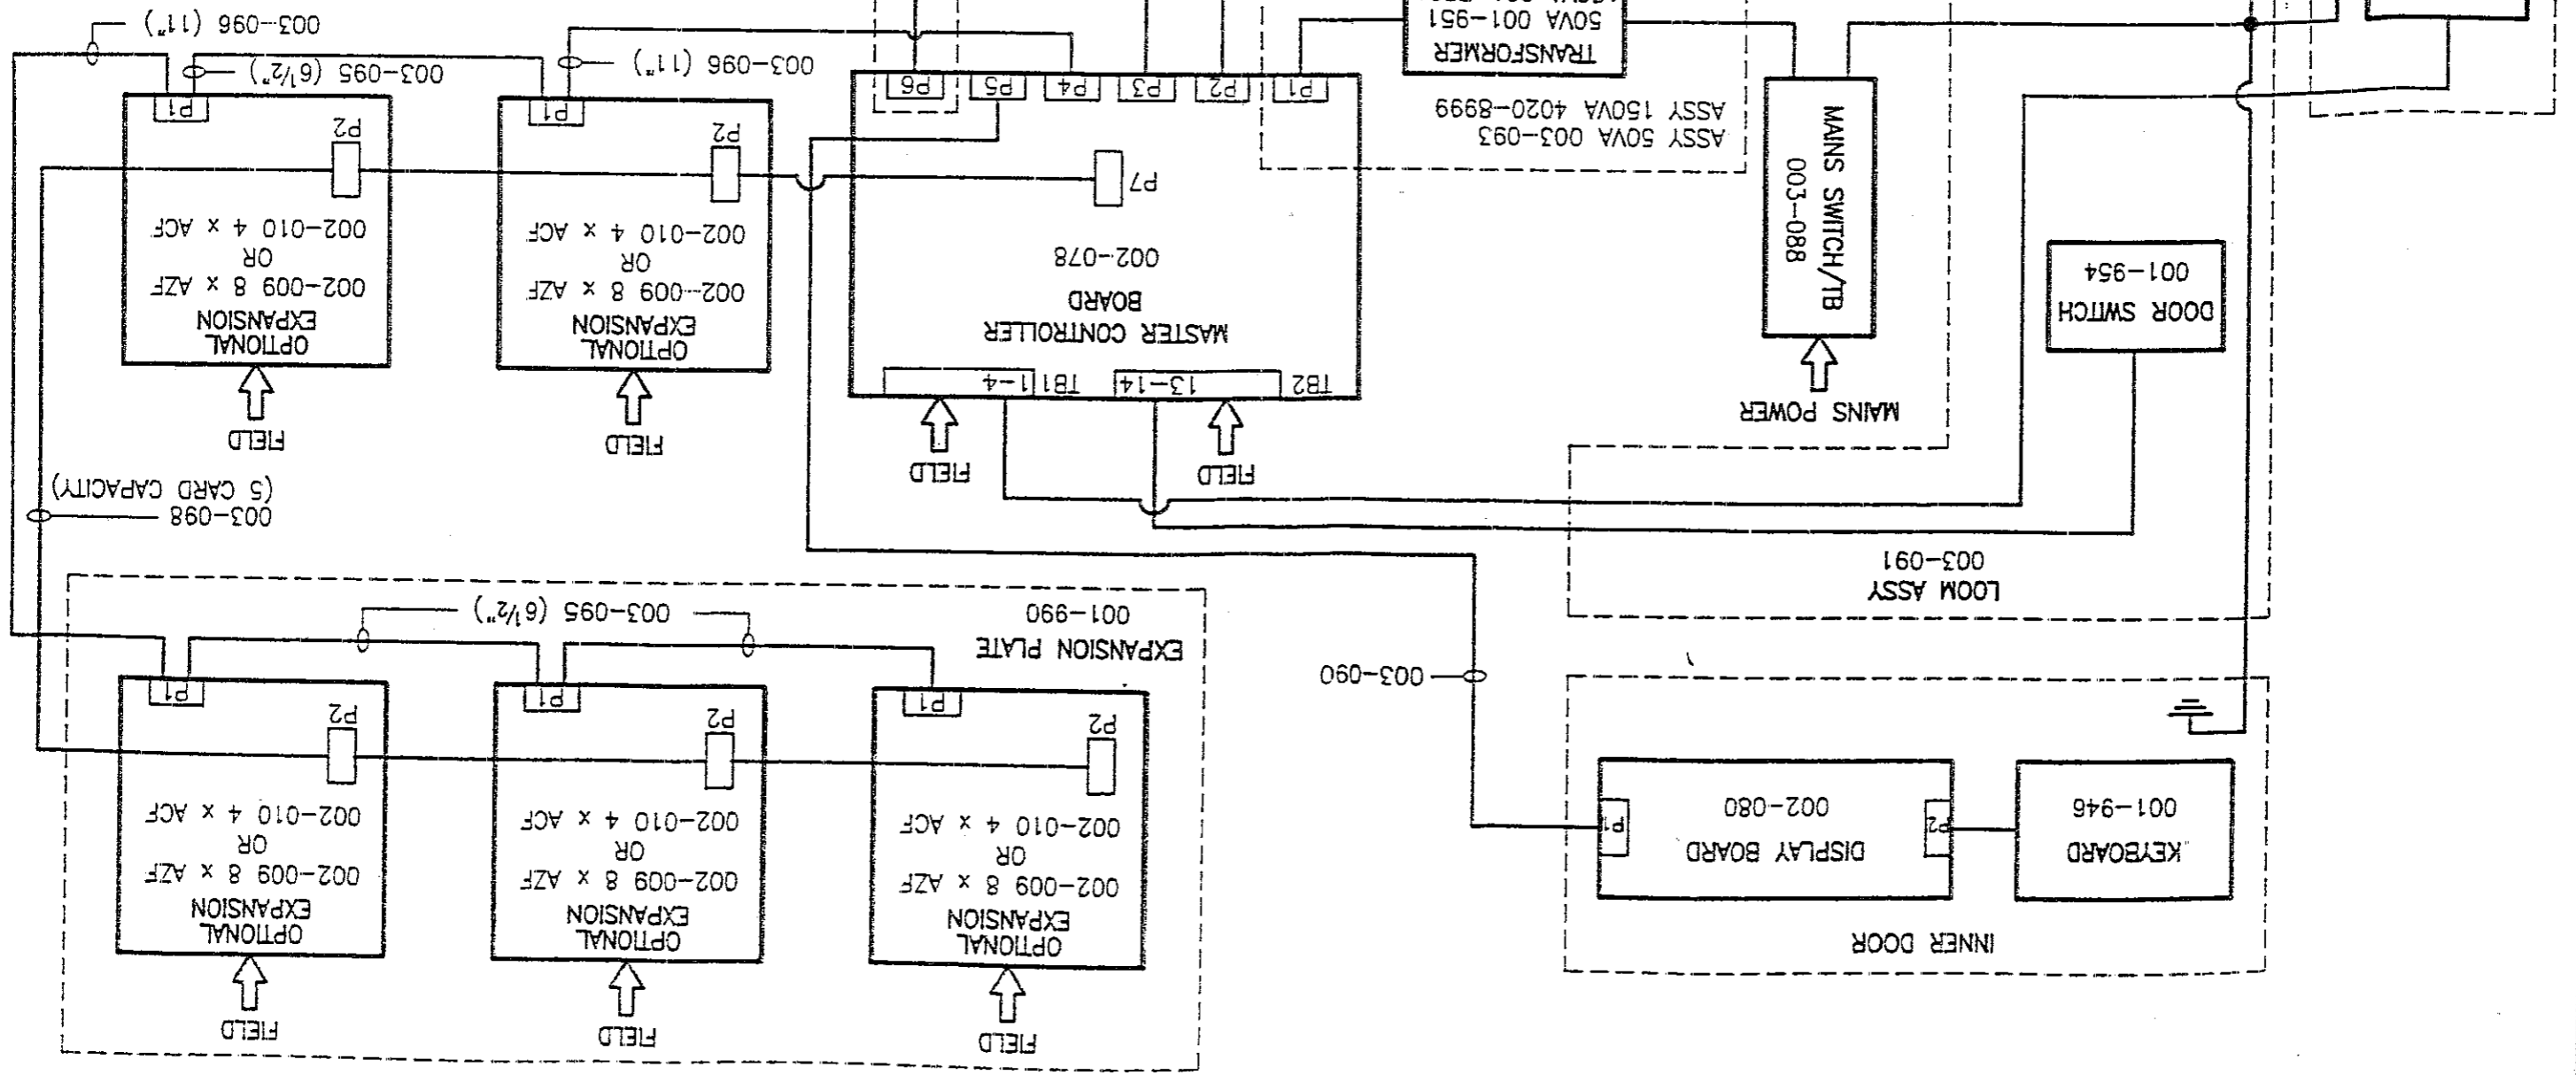 INNER DOOR
KEYBOARD
001-946
P2
DISPLAY BOARD
002-080
P1
003-090
FIELD
OPTIONAL
EXPANSION
002-009 8 x AZF
OR
002-010 4 x ACF
P2
P1
FIELD
OPTIONAL
EXPANSION
002-009 8 x AZF
OR
002-010 4 x ACF
P2
P1
FIELD
OPTIONAL
EXPANSION
002-009 8 x AZF
OR
002-010 4 x ACF
P2
P1
EXPANSION PLATE
001-990
003-095 (6½")
LOOM ASSY
003-091
003-098
(5 CARD CAPACITY)
DOOR SWITCH
001-954
MAINS POWER
MAINS SWITCH/TB
003-088
FIELD
FIELD
TB2
13-14
TB1
1-4
MASTER CONTROLLER
BOARD
002-078
P7
P1
P2
P3
P4
P5
P6
ASSY 50VA 003-093
ASSY 150VA 4020-8999
TRANSFORMER
50VA 001-951
FIELD
OPTIONAL
EXPANSION
002-009 8 x AZF
OR
002-010 4 x ACF
P2
P1
FIELD
OPTIONAL
EXPANSION
002-009 8 x AZF
OR
002-010 4 x ACF
P2
P1
003-096 (11")
003-095 (6½")
003-096 (11")